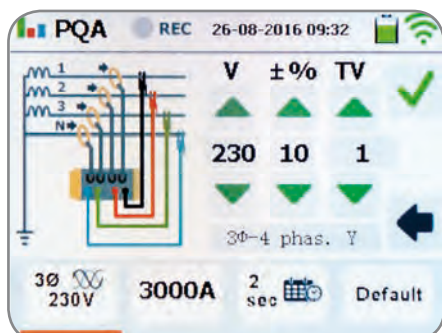 PQA REC 26-08-2016 09:32
V ±% TV
1
2
3
N
230 10 1
3Φ-4 phas. Y
3Ø 230V 3000A 2 sec Default